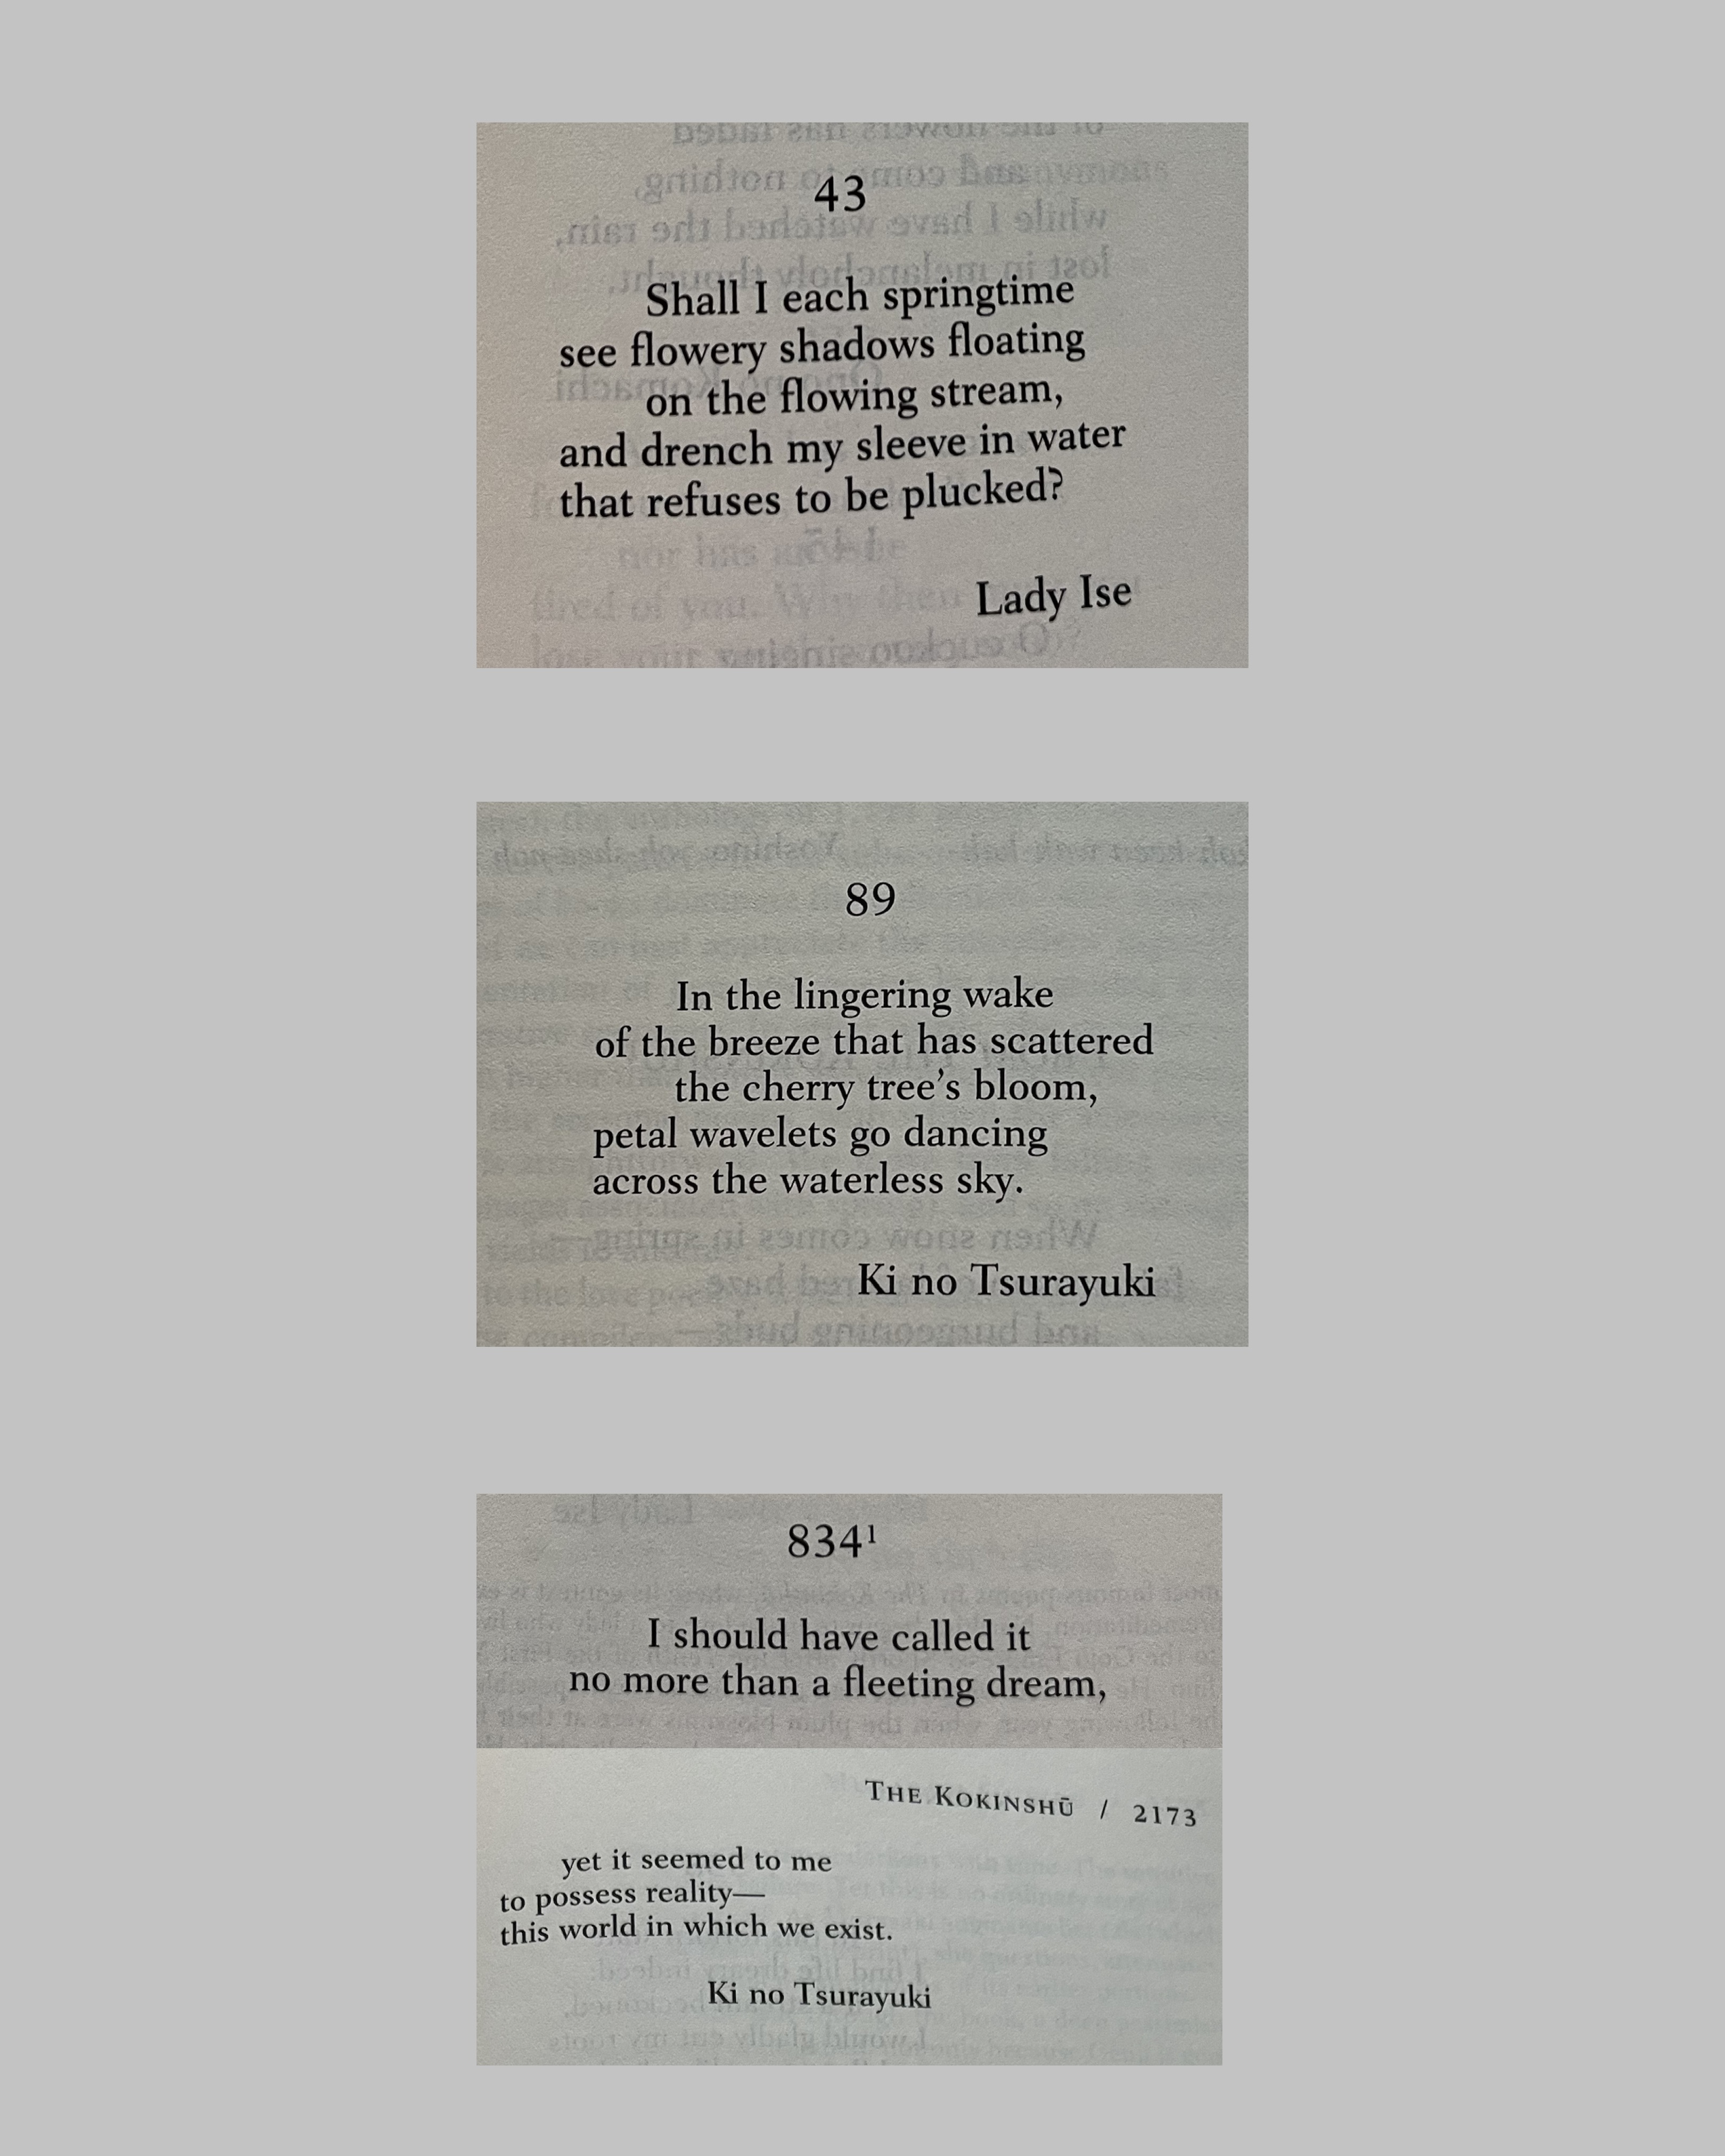 43
Shall I each springtime
see flowery shadows floating
on the flowing stream,
and drench my sleeve in water
that refuses to be plucked?
Lady Ise
89
In the lingering wake
of the breeze that has scattered
the cherry tree’s bloom,
petal wavelets go dancing
across the waterless sky.
Ki no Tsurayuki
834¹
I should have called it
no more than a fleeting dream,
THE KOKINSHŪ / 2173
yet it seemed to me
to possess reality—
this world in which we exist.
Ki no Tsurayuki